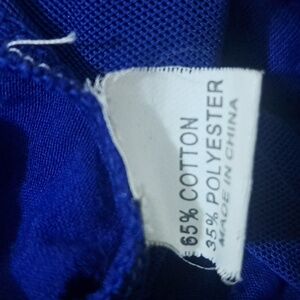 65% COTTON
35% POLYESTER
MADE IN CHINA